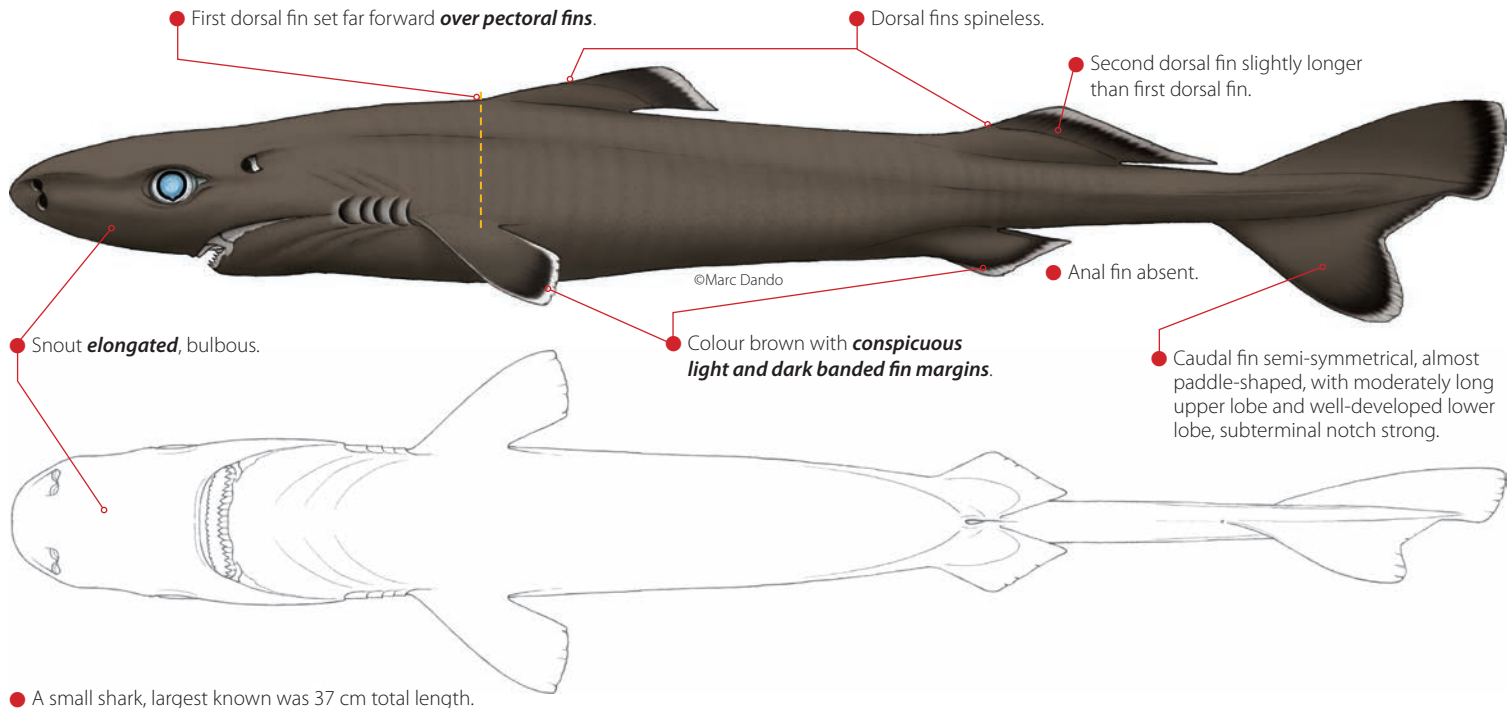 First dorsal fin set far forward over pectoral fins.
Dorsal fins spineless.
Second dorsal fin slightly longer
than first dorsal fin.
©Marc Dando
Anal fin absent.
Snout elongated, bulbous.
Colour brown with conspicuous
light and dark banded fin margins.
Caudal fin semi-symmetrical, almost
paddle-shaped, with moderately long
upper lobe and well-developed lower
lobe, subterminal notch strong.
A small shark, largest known was 37 cm total length.